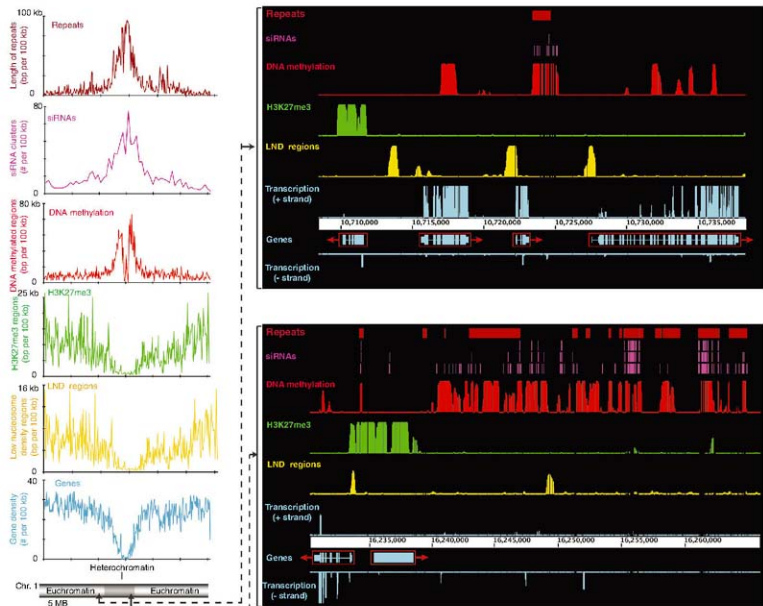 100 kb
Repeats
Length of repeats
(bp per 100 kb)
0
80
siRNAs
siRNA clusters
(# per 100 kb)
0
80 kb
DNA methylation
DNA methylated regions
(bp per 100 kb)
0
H3K27me3
25 kb
H3K27me3 regions
(bp per 100 kb)
0
16 kb
LND regions
Low nucleosome
density regions
(bp per 100 kb)
0
40
Genes
Gene density
(# per 100 kb)
0
Heterochromatin
Chr. 1
Euchromatin
Euchromatin
5 MB
Repeats
siRNAs
DNA methylation
H3K27me3
LND regions
Transcription
(+ strand)
10,710,000 10,715,000 10,720,000 10,725,000 10,730,000 10,735,000
Genes
Transcription
(– strand)
Repeats
siRNAs
DNA methylation
H3K27me3
LND regions
Transcription
(+ strand)
16,235,000 16,240,000 16,245,000 16,250,000 16,255,000 16,260,000
Genes
Transcription
(– strand)